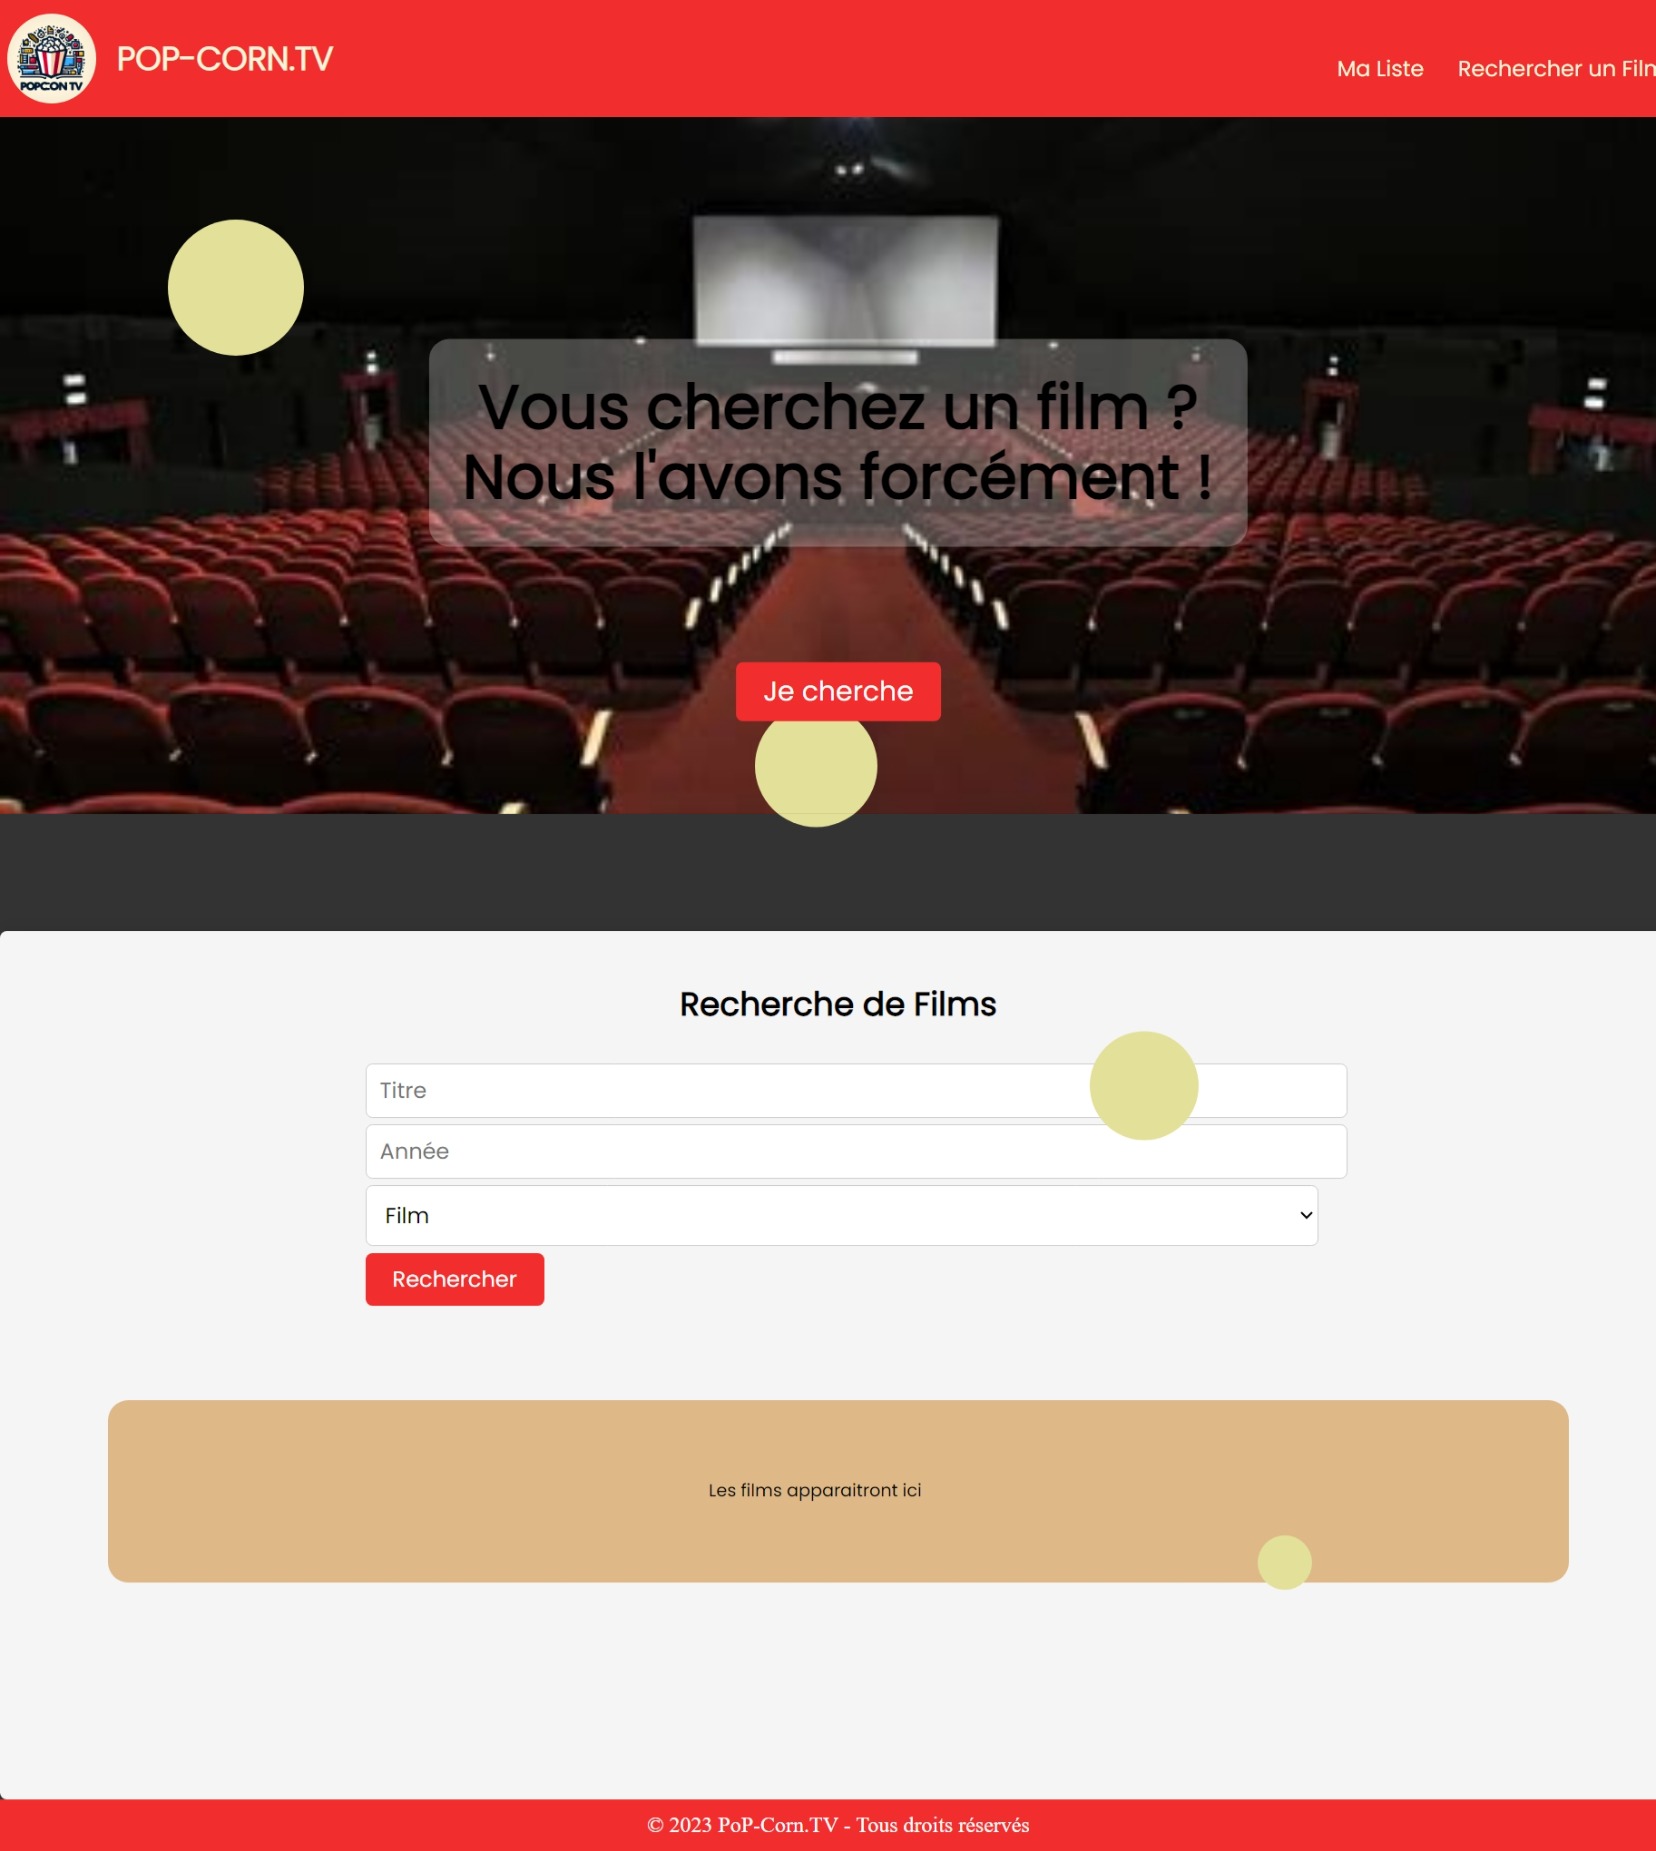 POPCON TV
POP-CORN.TV
Ma Liste
Rechercher un Film
Vous cherchez un film ?
Nous l'avons forcément !
Je cherche
Recherche de Films
Titre
Année
Film
Rechercher
Les films apparaitront ici
© 2023 PoP-Corn.TV - Tous droits réservés